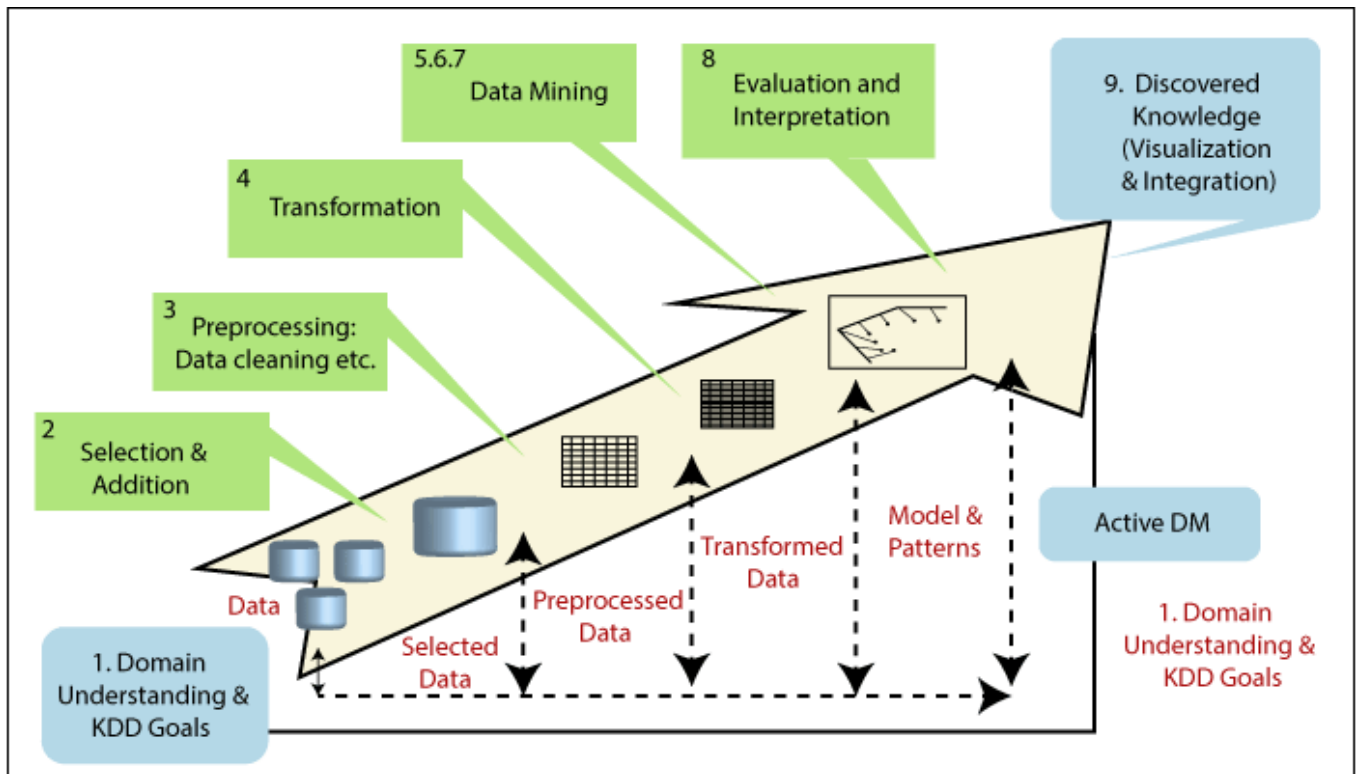 5.6.7
Data Mining
8
Evaluation and
Interpretation
9. Discovered
Knowledge
(Visualization
& Integration)
4
Transformation
3
Preprocessing:
Data cleaning etc.
2
Selection &
Addition
Data
1. Domain
Understanding &
KDD Goals
Selected
Data
Preprocessed
Data
Transformed
Data
Model &
Patterns
Active DM
1. Domain
Understanding &
KDD Goals